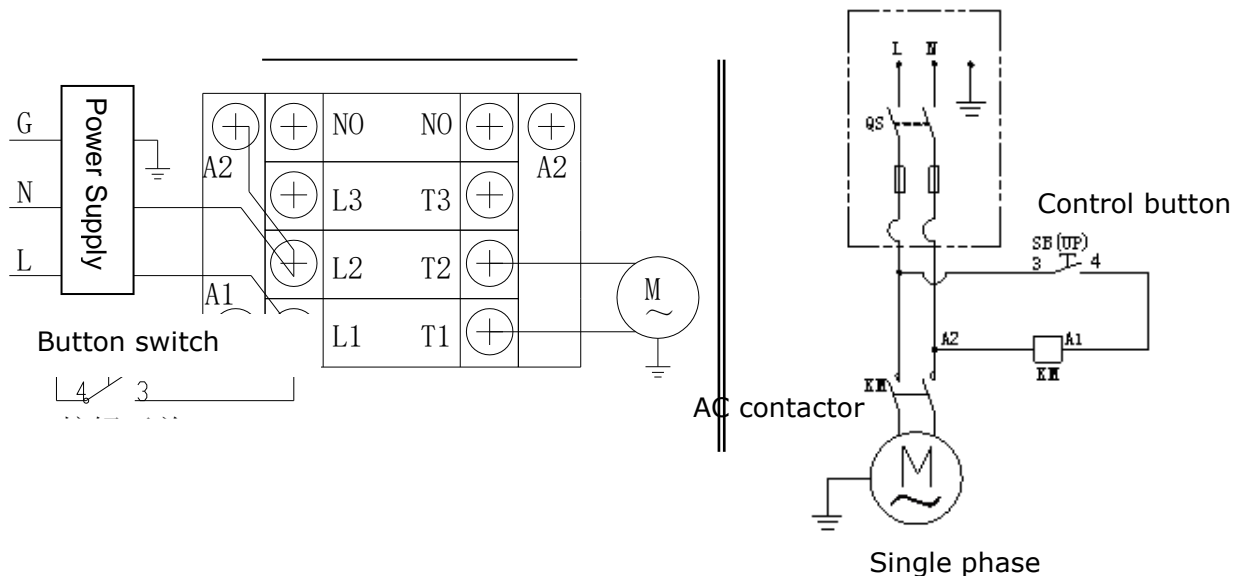 G
N
L
Power Supply
A2
NO
NO
A2
L3
T3
L2
T2
A1
L1
T1
M
Button switch
4
3
L
N
QS
Control button
SB(UP)
3
4
A2
A1
KM
KM
AC contactor
M
Single phase